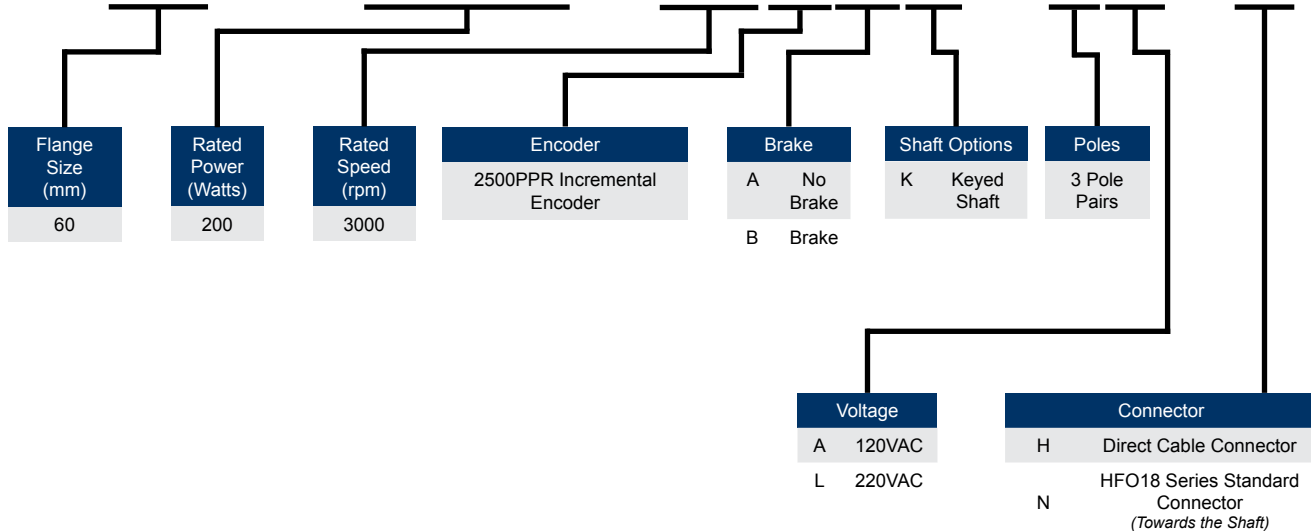 Flange
Size
(mm)
60
Rated
Power
(Watts)
200
Rated
Speed
(rpm)
3000
Encoder
2500PPR Incremental
Encoder
Brake
A No
Brake
B Brake
Shaft Options
K Keyed
Shaft
Poles
3 Pole
Pairs
Voltage
A 120VAC
L 220VAC
Connector
H Direct Cable Connector
N HFO18 Series Standard
Connector
(Towards the Shaft)